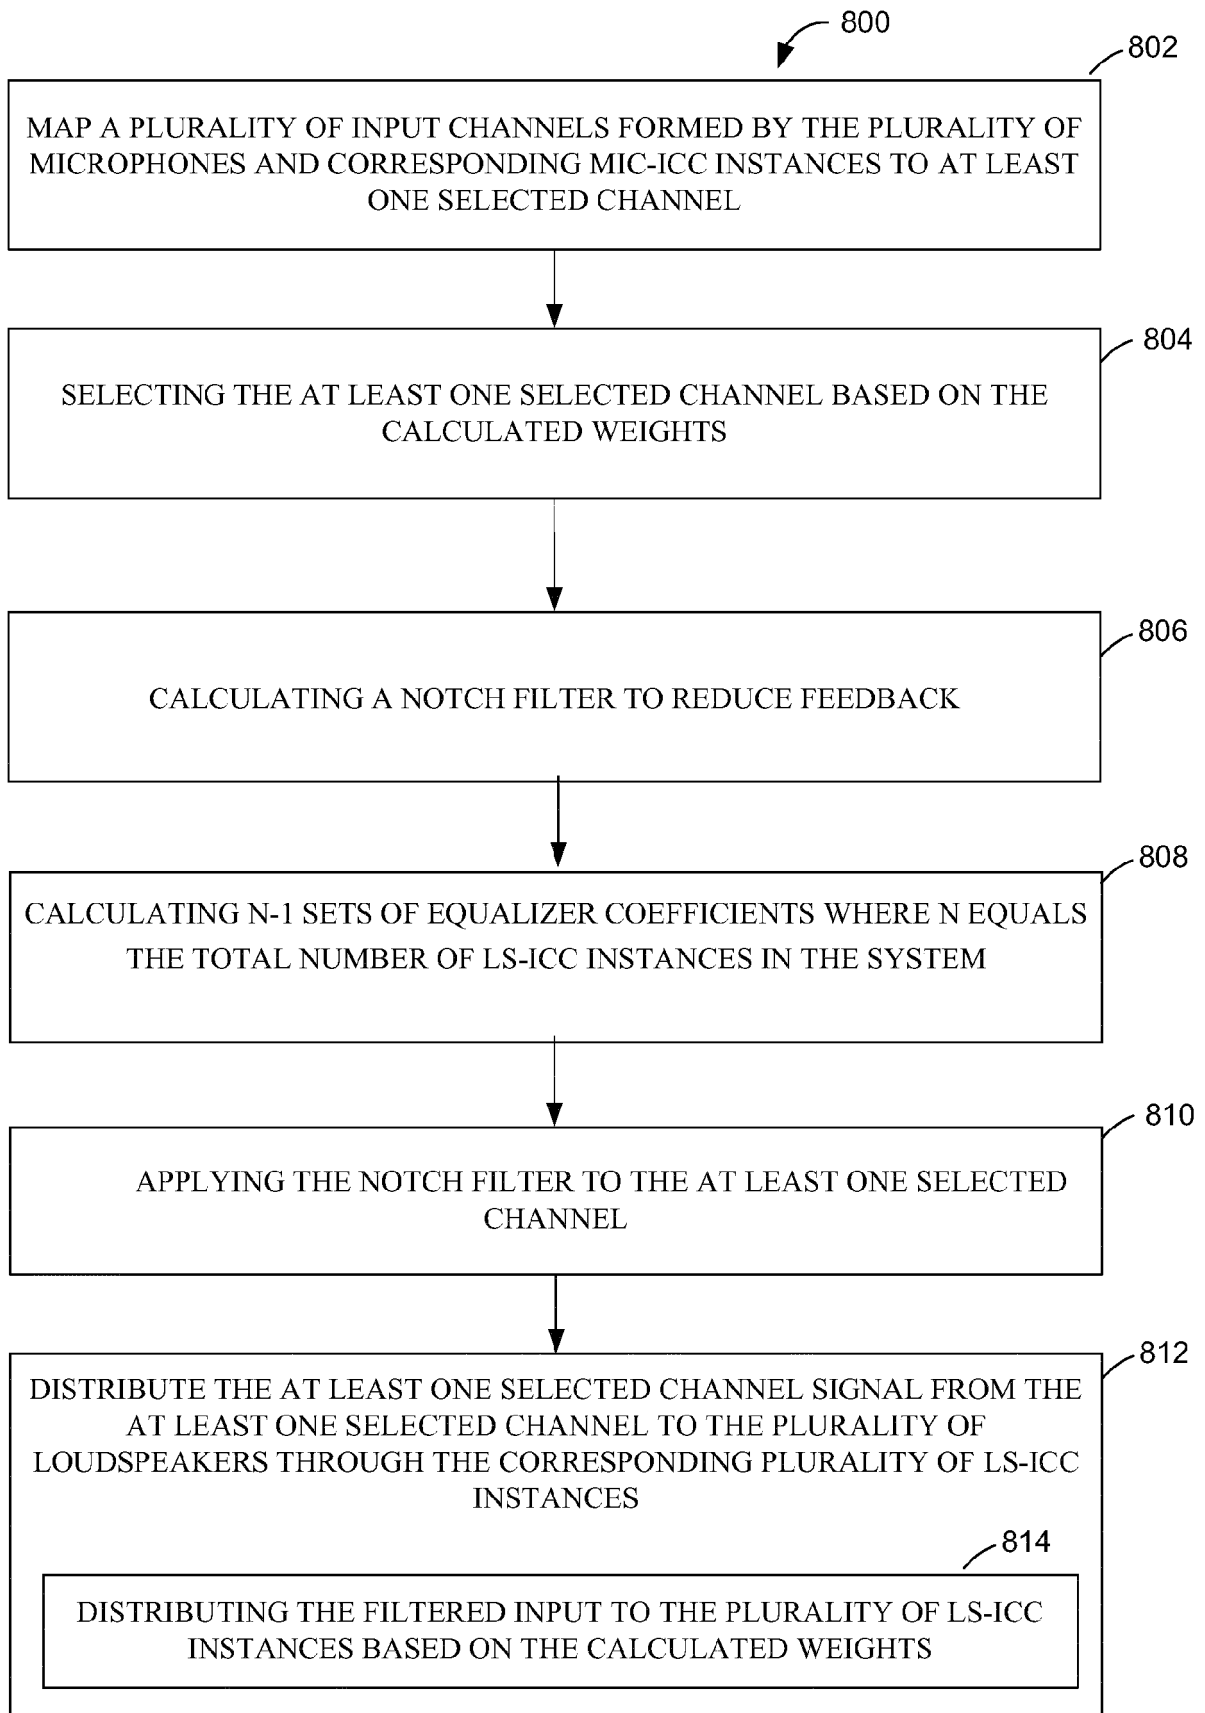 800
802
MAP A PLURALITY OF INPUT CHANNELS FORMED BY THE PLURALITY OF
MICROPHONES AND CORRESPONDING MIC-ICC INSTANCES TO AT LEAST
ONE SELECTED CHANNEL
804
SELECTING THE AT LEAST ONE SELECTED CHANNEL BASED ON THE
CALCULATED WEIGHTS
806
CALCULATING A NOTCH FILTER TO REDUCE FEEDBACK
808
CALCULATING N-1 SETS OF EQUALIZER COEFFICIENTS WHERE N EQUALS
THE TOTAL NUMBER OF LS-ICC INSTANCES IN THE SYSTEM
810
APPLYING THE NOTCH FILTER TO THE AT LEAST ONE SELECTED
CHANNEL
812
DISTRIBUTE THE AT LEAST ONE SELECTED CHANNEL SIGNAL FROM THE
AT LEAST ONE SELECTED CHANNEL TO THE PLURALITY OF
LOUDSPEAKERS THROUGH THE CORRESPONDING PLURALITY OF LS-ICC
INSTANCES
814
DISTRIBUTING THE FILTERED INPUT TO THE PLURALITY OF LS-ICC
INSTANCES BASED ON THE CALCULATED WEIGHTS